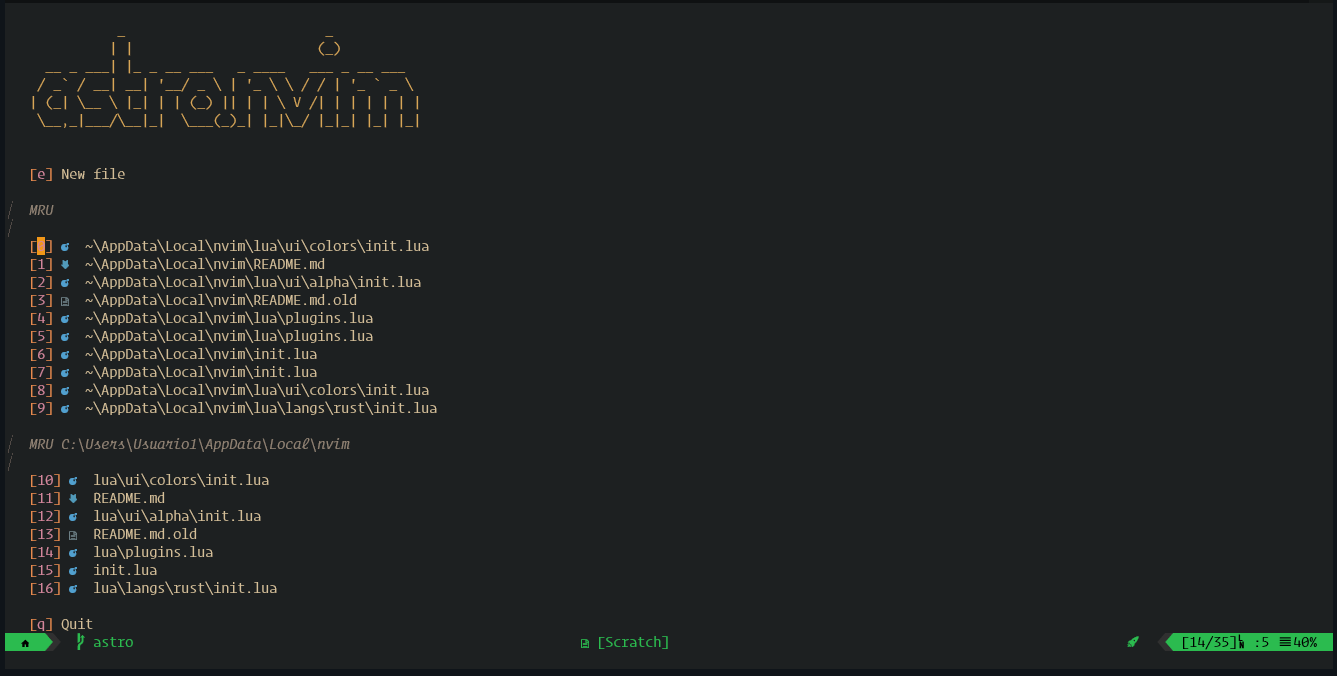 astro.nvim
[e] New file
MRU
[0] ~\AppData\Local\nvim\lua\ui\colors\init.lua
[1] ~\AppData\Local\nvim\README.md
[2] ~\AppData\Local\nvim\lua\ui\alpha\init.lua
[3] ~\AppData\Local\nvim\README.md.old
[4] ~\AppData\Local\nvim\lua\plugins.lua
[5] ~\AppData\Local\nvim\lua\plugins.lua
[6] ~\AppData\Local\nvim\init.lua
[7] ~\AppData\Local\nvim\init.lua
[8] ~\AppData\Local\nvim\lua\ui\colors\init.lua
[9] ~\AppData\Local\nvim\lua\langs\rust\init.lua
MRU C:\Users\Usuario1\AppData\Local\nvim
[10] lua\ui\colors\init.lua
[11] README.md
[12] lua\ui\alpha\init.lua
[13] README.md.old
[14] lua\plugins.lua
[15] init.lua
[16] lua\langs\rust\init.lua
[q] Quit
astro [Scratch] [14/35] :5 40%